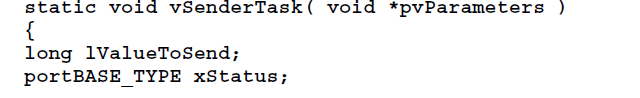 static void vSenderTask( void *pvParameters )
{
long lValueToSend;
portBASE_TYPE xStatus;